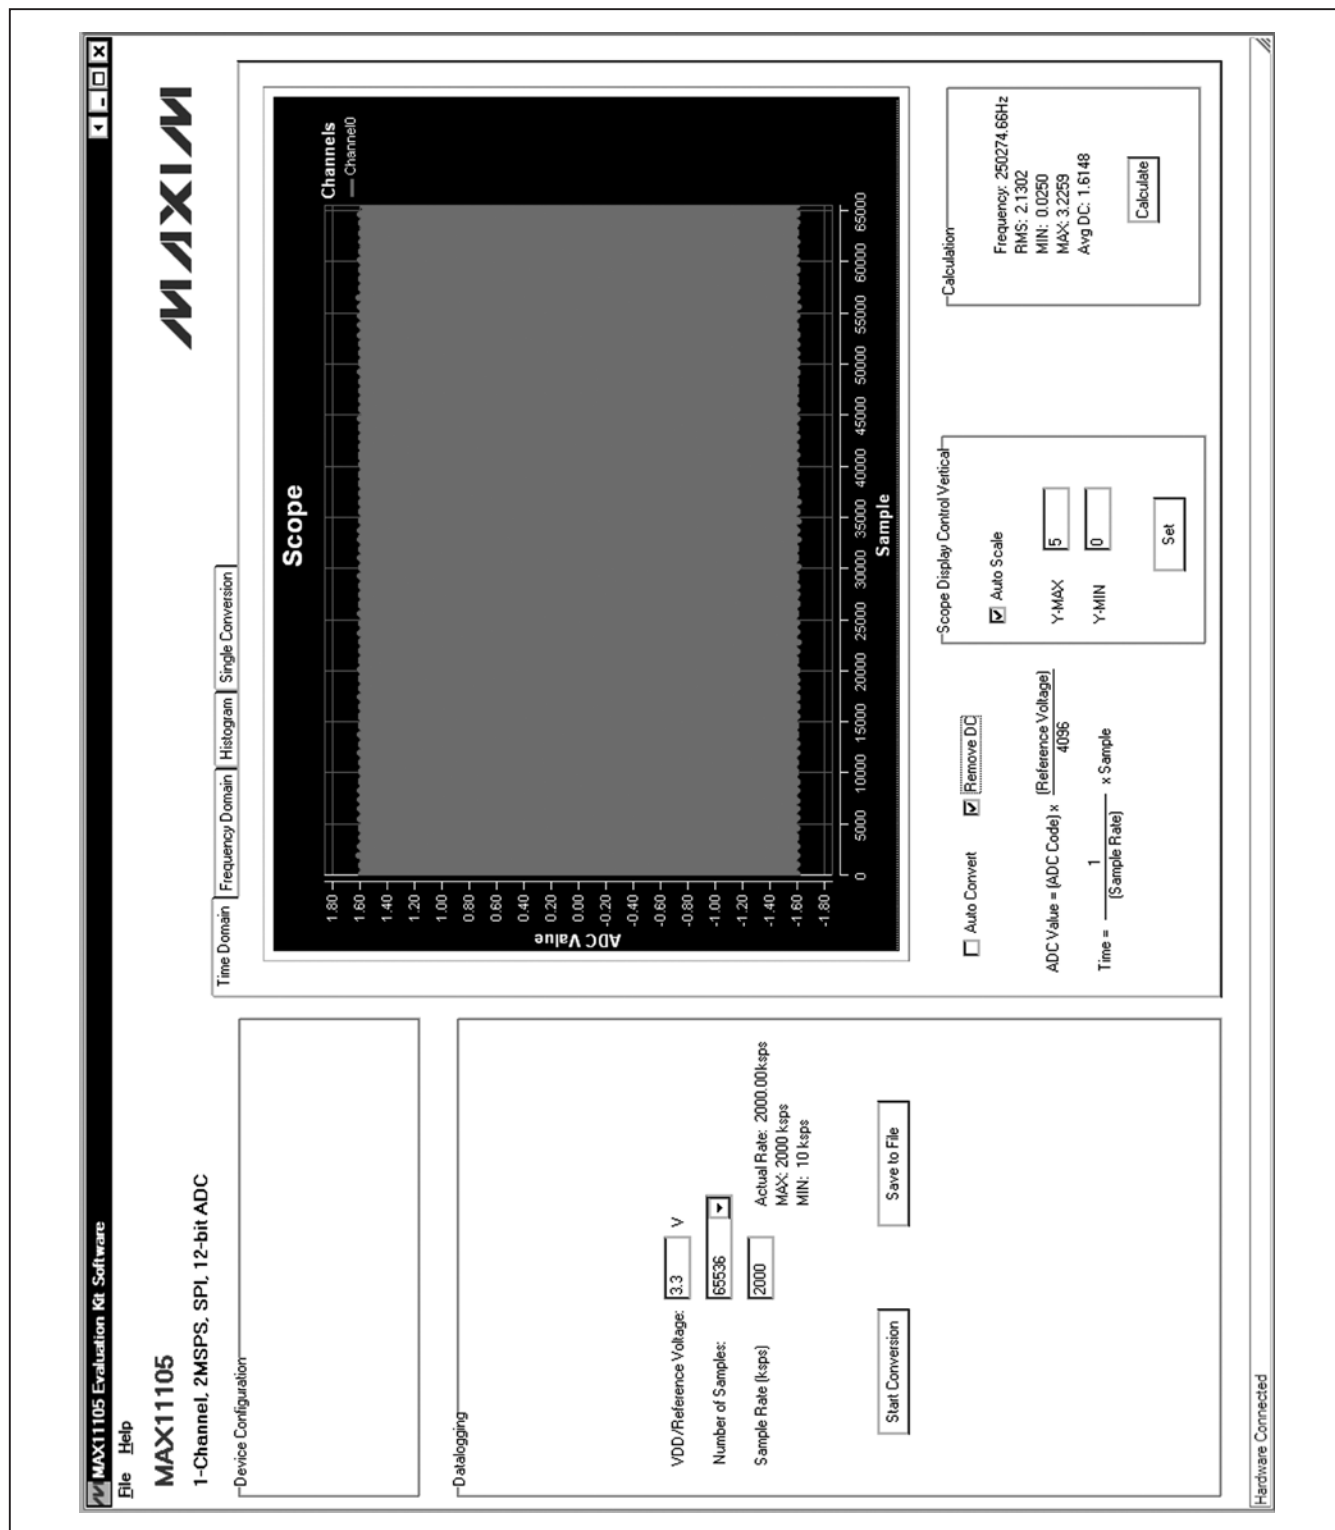 MAX11105 Evaluation Kit Software
File Help
MAX11105
1-Channel, 2MSPS, SPI, 12-bit ADC
MAXIM
Device Configuration
Datalogging
VDD/Reference Voltage: 3.3 V
Number of Samples: 65536
Sample Rate (ksps) 2000
Actual Rate: 2000.00ksps
MAX: 2000 ksps
MIN: 10 ksps
Start Conversion Save to File
Time Domain Frequency Domain Histogram Single Conversion
Scope
Channels
Channel0
ADC Value
1.80
1.60
1.40
1.20
1.00
0.80
0.60
0.40
0.20
0.00
-0.20
-0.40
-0.60
-0.80
-1.00
-1.20
-1.40
-1.60
-1.80
0 5000 10000 15000 20000 25000 30000 35000 40000 45000 50000 55000 60000 65000
Sample
Auto Convert Remove DC
ADC Value = (ADC Code) x (Reference Voltage)
4096
Time = 1
(Sample Rate) x Sample
Scope Display Control Vertical
Auto Scale
Y-MAX 5
Y-MIN 0
Set
Calculation
Frequency: 250274.66Hz
RMS: 2.1302
MIN: 0.0250
MAX: 3.2259
Avg DC: 1.6148
Calculate
Hardware Connected